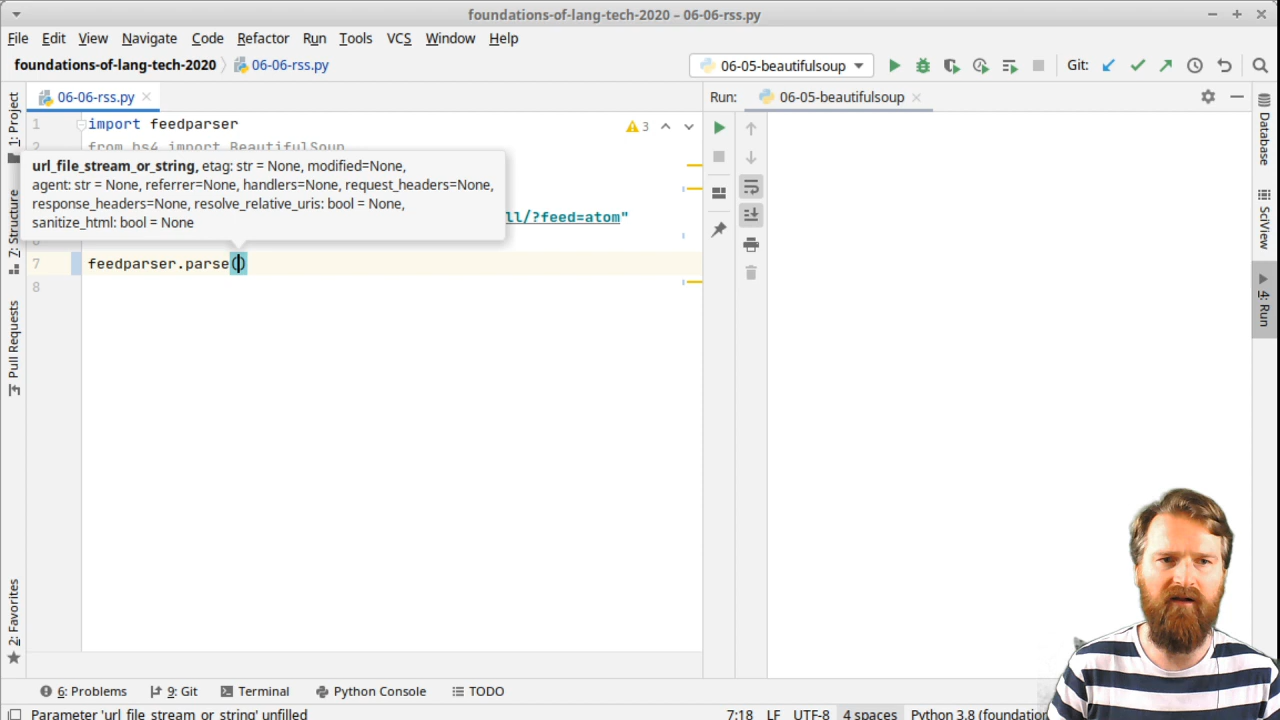 foundations-of-lang-tech-2020 – 06-06-rss.py
File Edit View Navigate Code Refactor Run Tools VCS Window Help
foundations-of-lang-tech-2020 06-06-rss.py 06-05-beautifulsoup Git:
06-06-rss.py Run: 06-05-beautifulsoup
1 import feedparser 3
2 from bs4 import BeautifulSoup
url_file_stream_or_string, etag: str = None, modified=None,
agent: str = None, referrer=None, handlers=None, request_headers=None,
response_headers=None, resolve_relative_uris: bool = None,
sanitize_html: bool = None
ll/?feed=atom"
7 feedparser.parse()
8
1: Project
7: Structure
Pull Requests
2: Favorites
Database
SciView
4: Run
6: Problems 9: Git Terminal Python Console TODO
Parameter 'url_file_stream_or_string' unfilled 7:18 LF UTF-8 4 spaces Python 3.8 (foundation